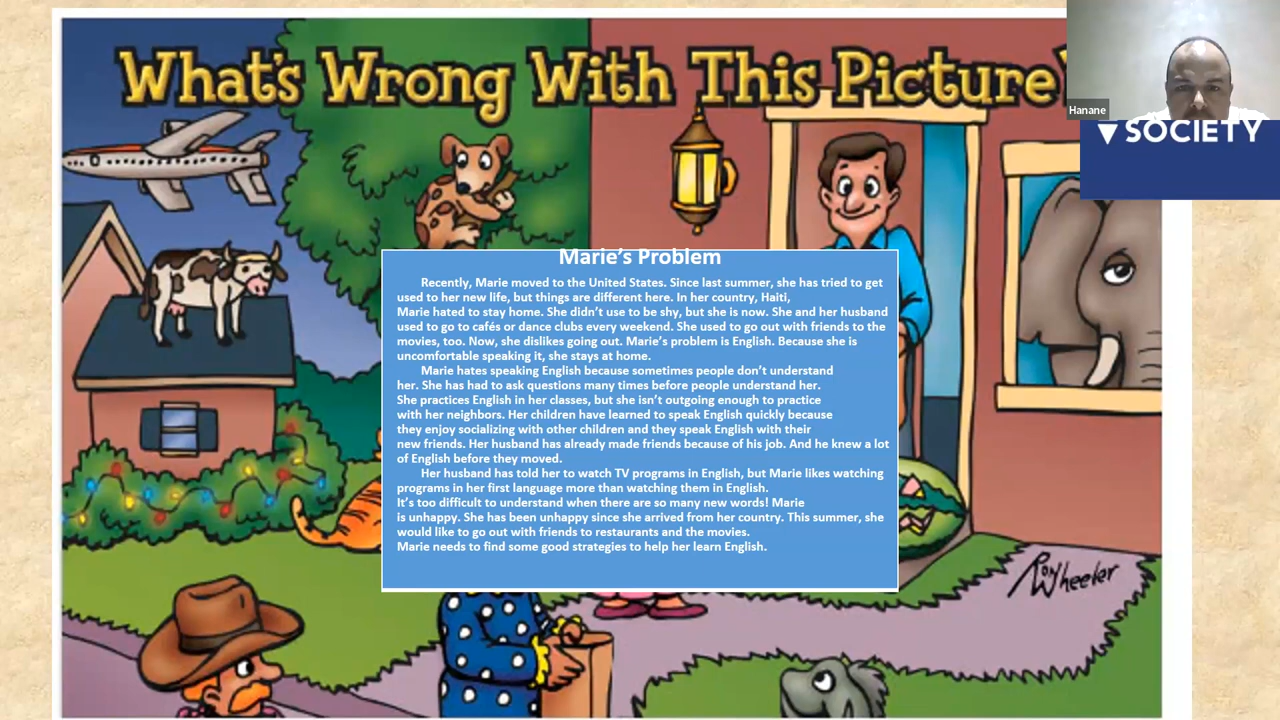 What's Wrong With This Picture?
Hanane
SOCIETY
Marie's Problem
Recently, Marie moved to the United States. Since last summer, she has tried to get
used to her new life, but things are different here. In her country, Haiti,
Marie hated to stay home. She didn't use to be shy, but she is now. She and her husband
used to go to cafés or dance clubs every weekend. She used to go out with friends to the
movies, too. Now, she dislikes going out. Marie's problem is English. Because she is
uncomfortable speaking it, she stays at home.
Marie hates speaking English because sometimes people don't understand
her. She has had to ask questions many times before people understand her.
She practices English in her classes, but she isn't outgoing enough to practice
with her neighbors. Her children have learned to speak English quickly because
they enjoy socializing with other children and they speak English with their
new friends. Her husband has already made friends because of his job. And he knew a lot
of English before they moved.
Her husband has told her to watch TV programs in English, but Marie likes watching
programs in her first language more than watching them in English.
It's too difficult to understand when there are so many new words! Marie
is unhappy. She has been unhappy since she arrived from her country. This summer, she
would like to go out with friends to restaurants and the movies.
Marie needs to find some good strategies to help her learn English.
Ron Wheeler